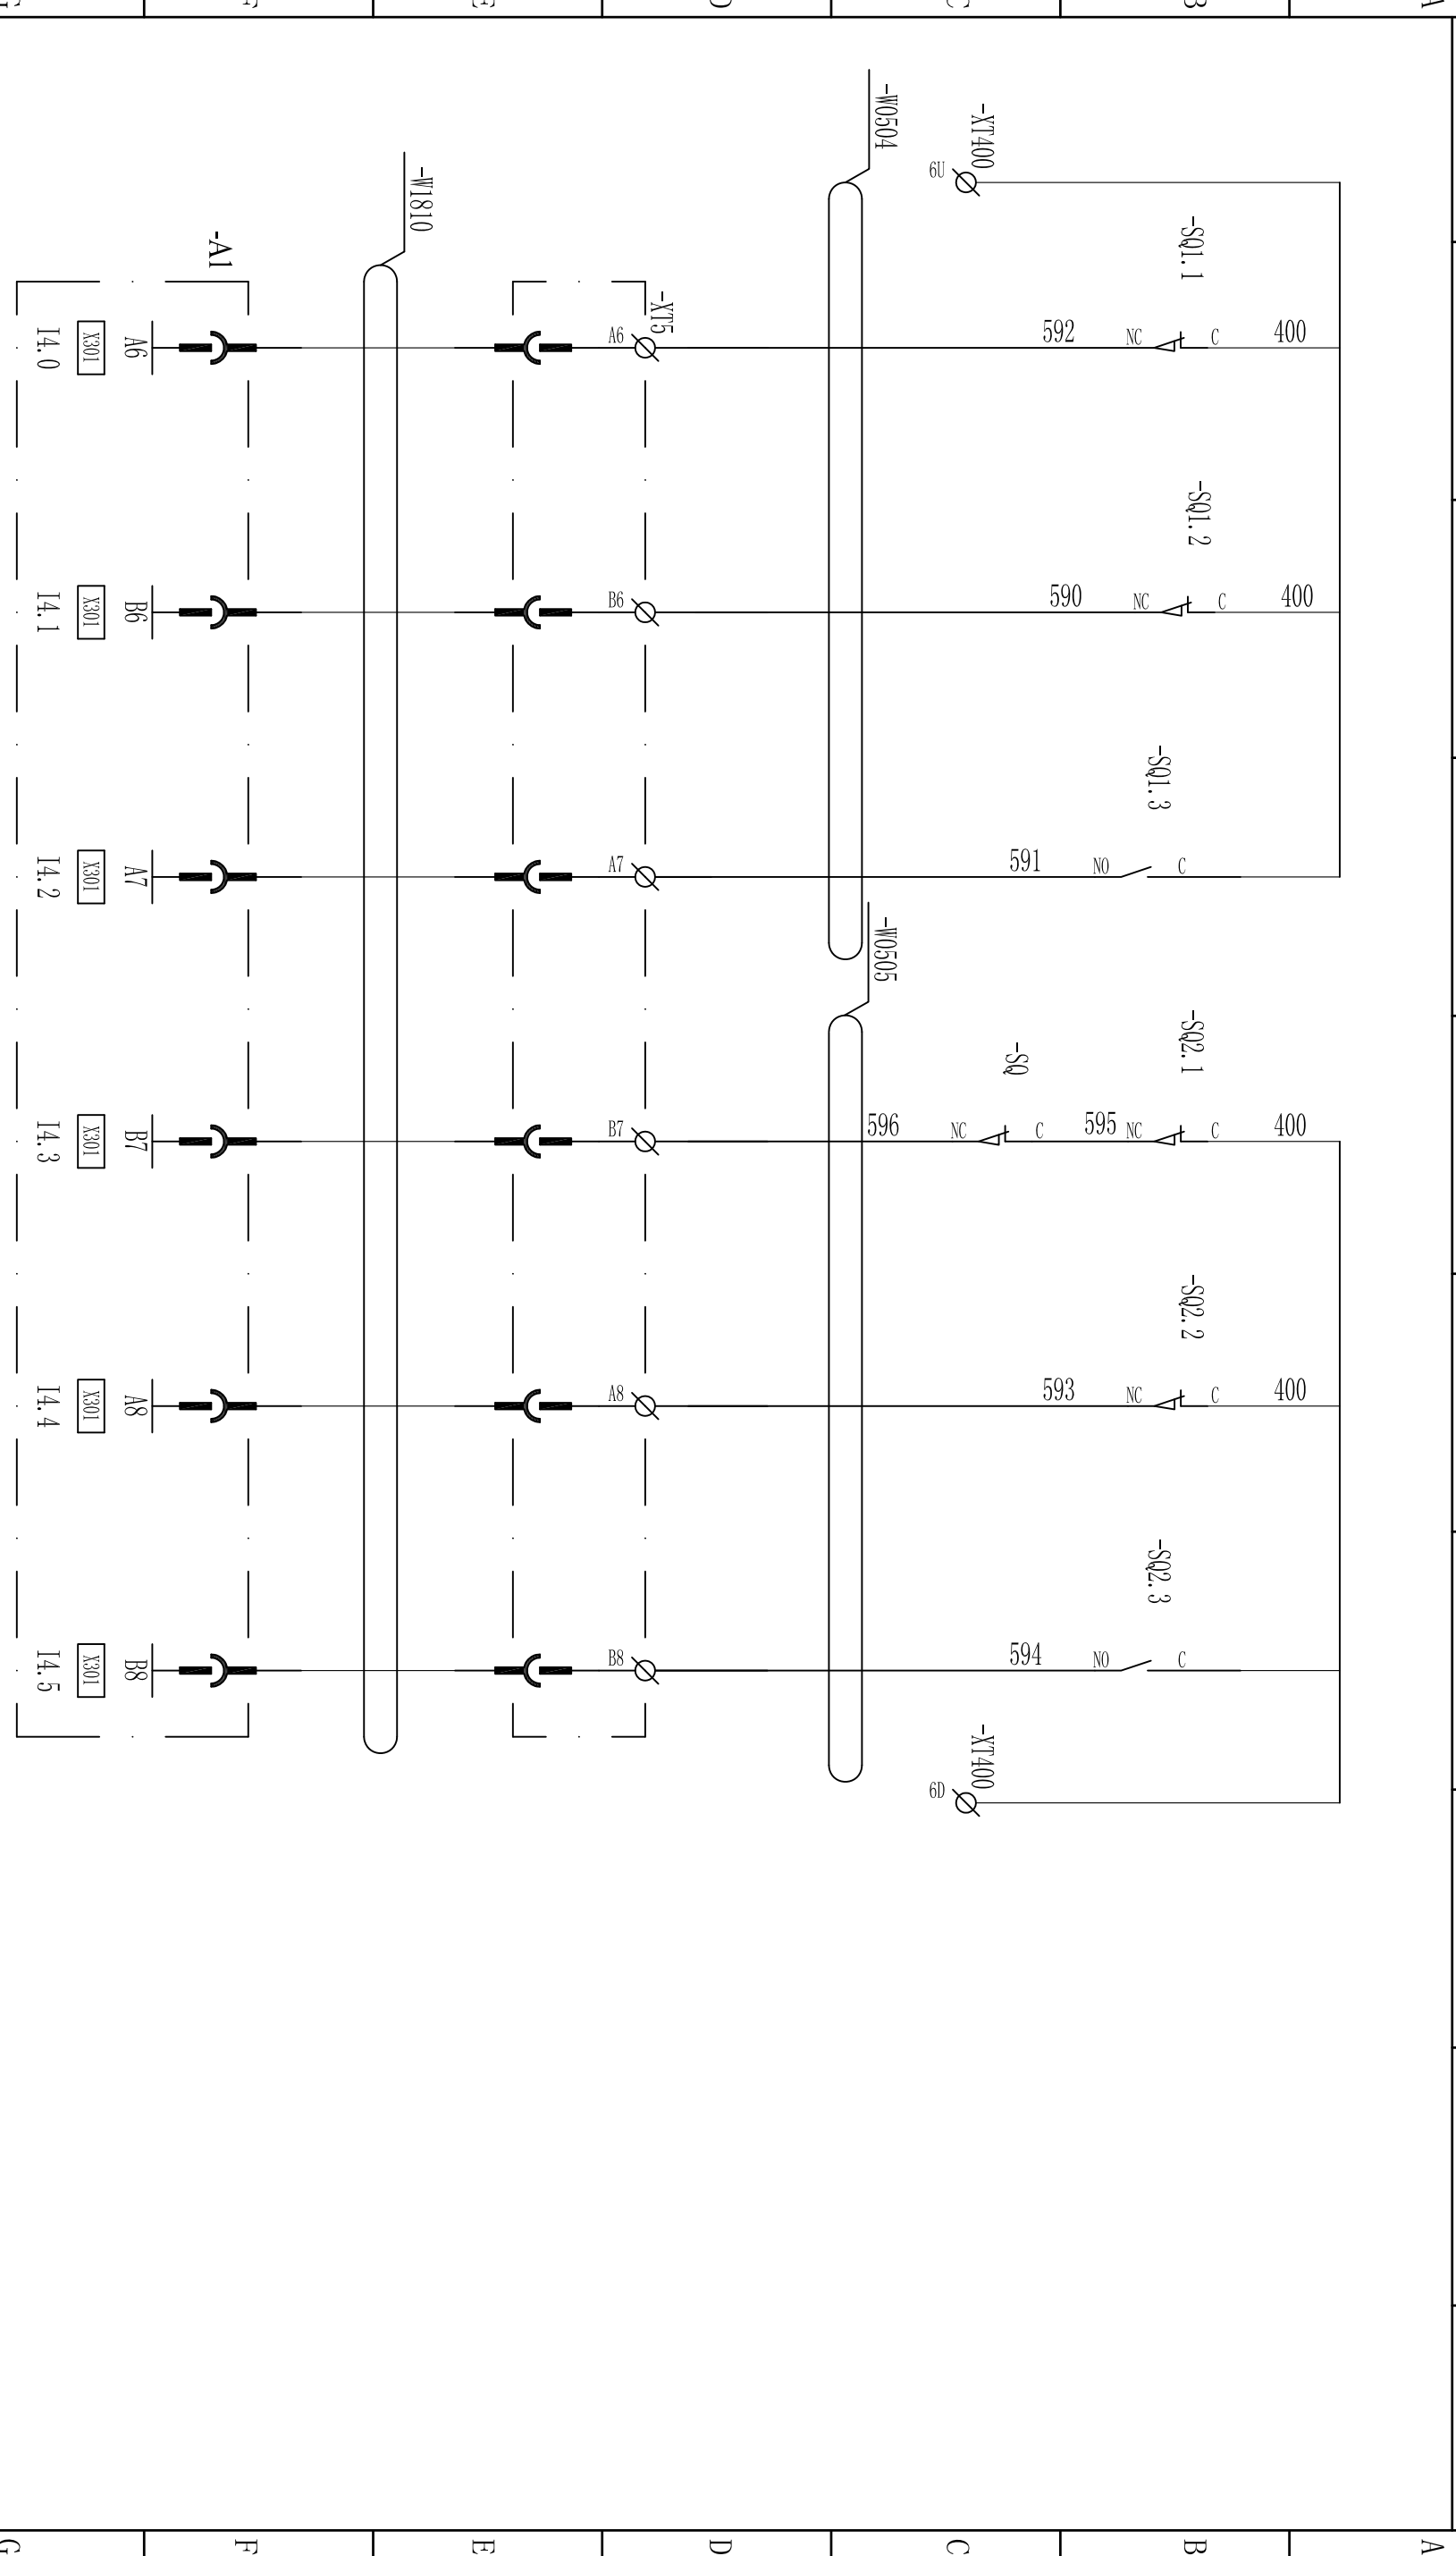 A
B
C
D
E
F
G
-XT400
6U
-W0504
-W1810
-A1
-XT5
-SQ1.1
400
C
NC
592
A6
A6
X301
I4.0
-SQ1.2
400
C
NC
590
B6
B6
X301
I4.1
-SQ1.3
C
NO
591
A7
A7
X301
I4.2
-W0505
-SQ2.1
400
C
NC
595
-SQ
C
NC
596
B7
B7
X301
I4.3
-SQ2.2
400
C
NC
593
A8
A8
X301
I4.4
-SQ2.3
C
NO
594
B8
B8
X301
I4.5
-XT400
6D
A
B
C
D
E
F
G